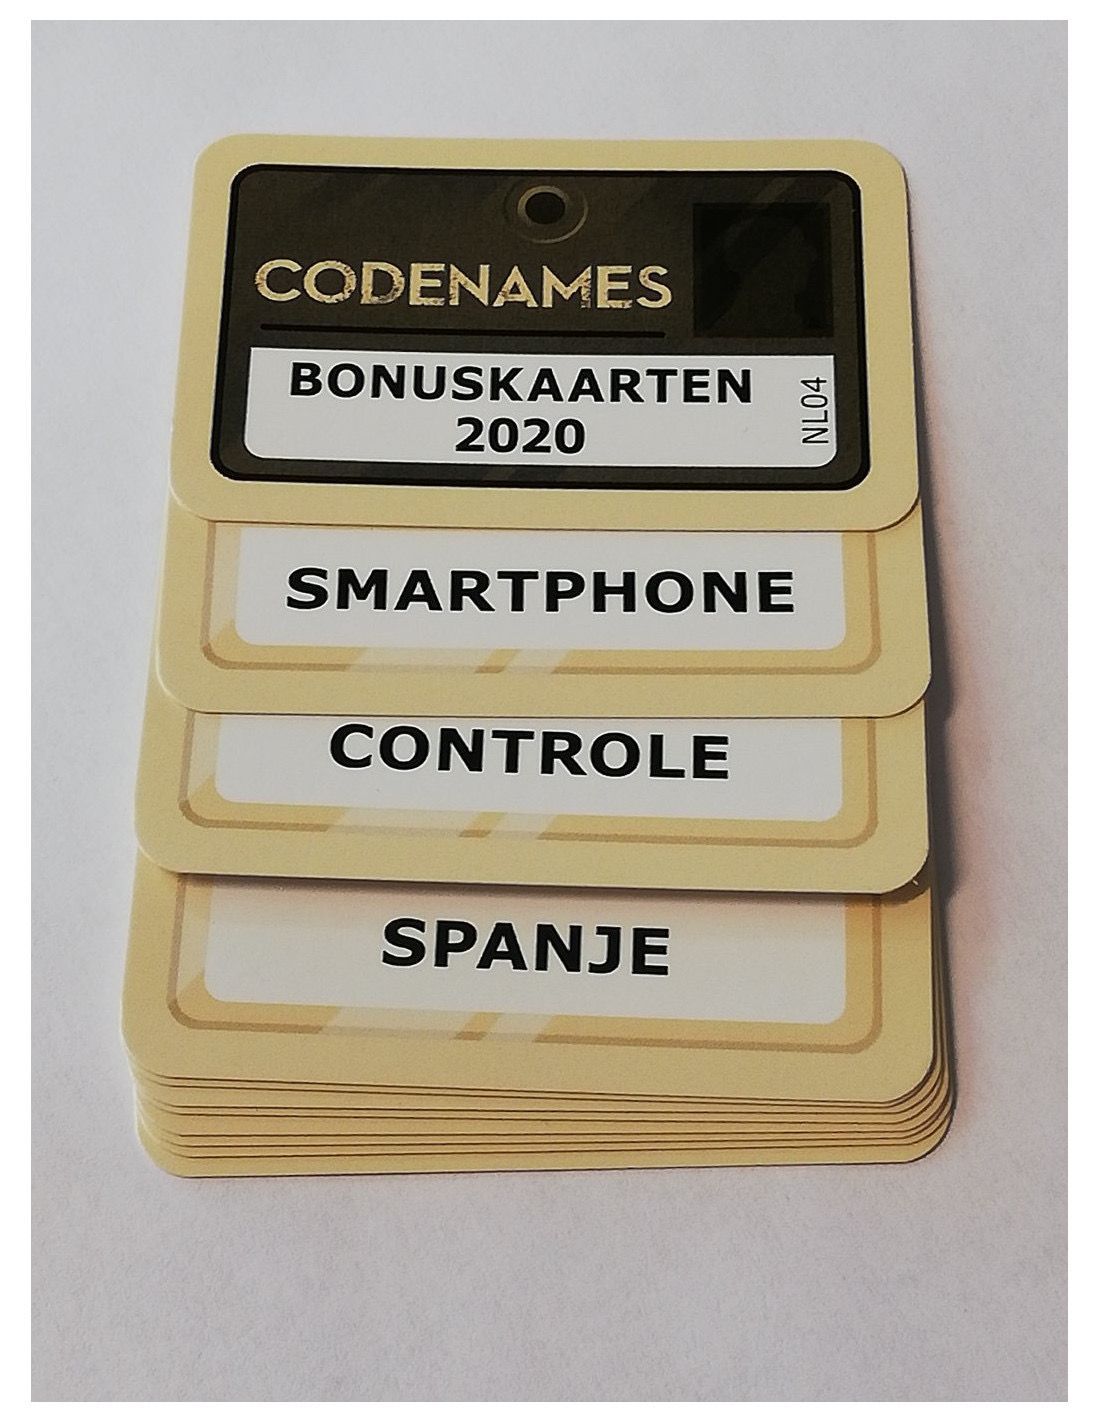 CODENAMES
BONUSKAARTEN
2020
NL04
SMARTPHONE
CONTROLE
SPANJE